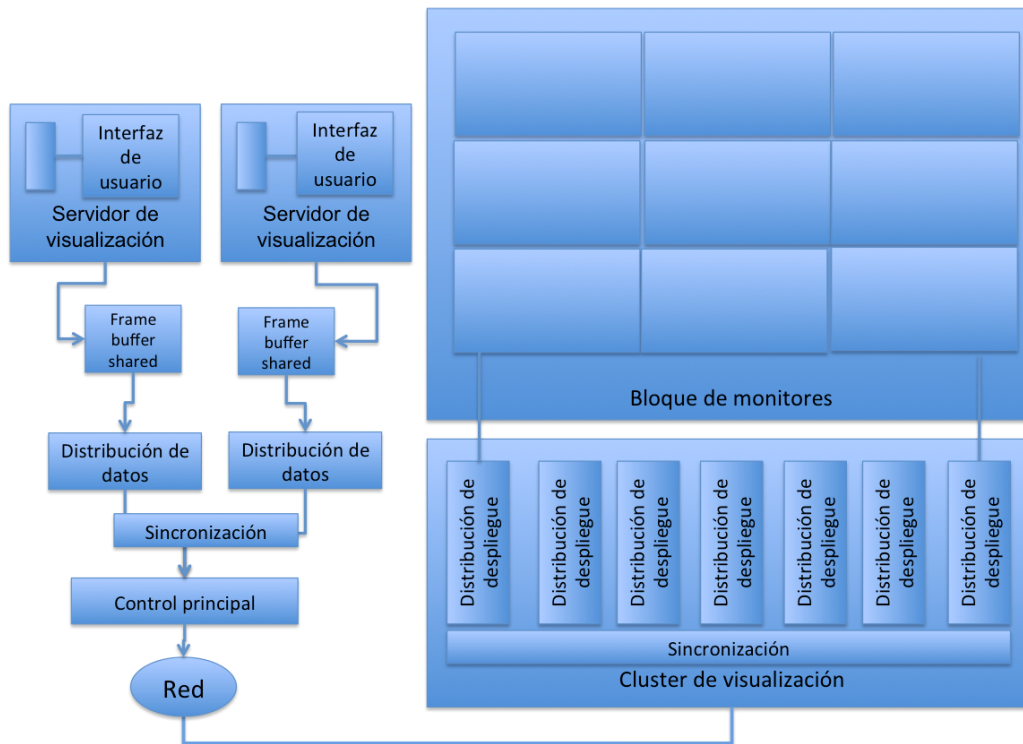 Interfaz
de
usuario
Servidor de
visualización
Interfaz
de
usuario
Servidor de
visualización
Frame
buffer
shared
Frame
buffer
shared
Distribución de
datos
Distribución de
datos
Sincronización
Control principal
Red
Bloque de monitores
Distribución de
despliegue
Distribución de
despliegue
Distribución de
despliegue
Distribución de
despliegue
Distribución de
despliegue
Distribución de
despliegue
Distribución de
despliegue
Sincronización
Cluster de visualización